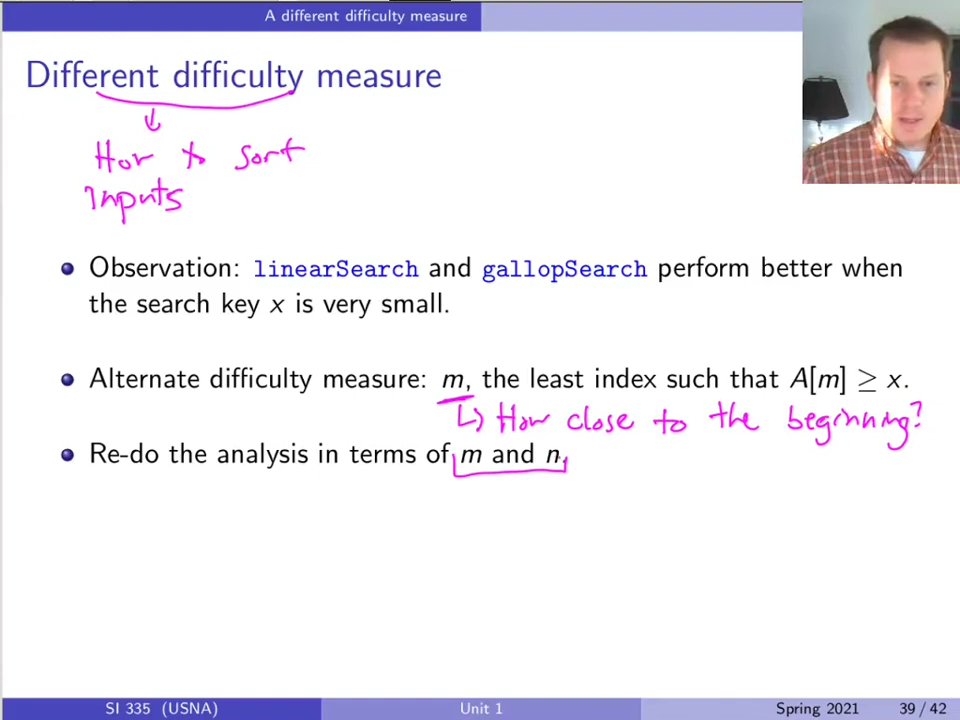 A different difficulty measure
Different difficulty measure
How to sort
inputs
Observation: linearSearch and gallopSearch perform better when
the search key x is very small.
Alternate difficulty measure: m, the least index such that A[m] ≥ x.
How close to the beginning?
Re-do the analysis in terms of m and n.
SI 335 (USNA) Unit 1 Spring 2021 39 / 42